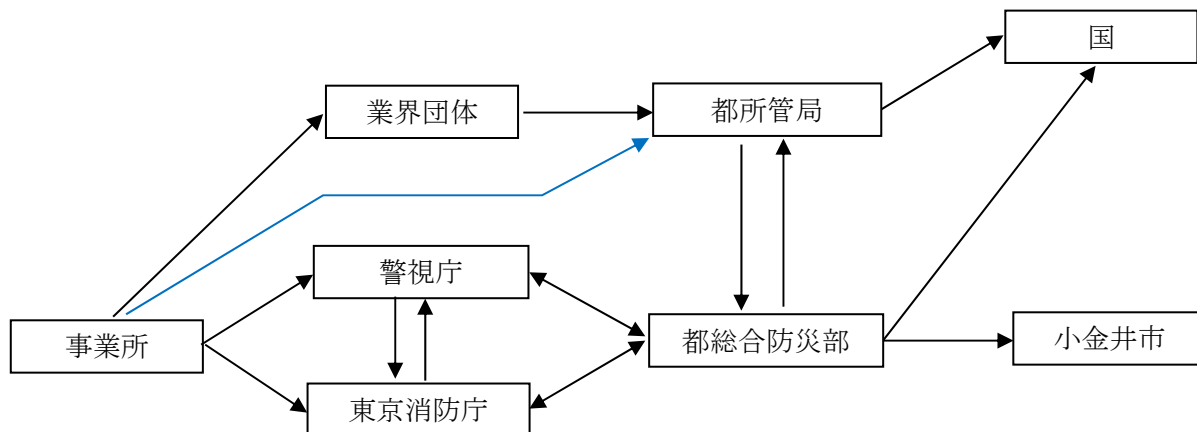 国
業界団体
都所管局
警視庁
事業所
都総合防災部
小金井市
東京消防庁